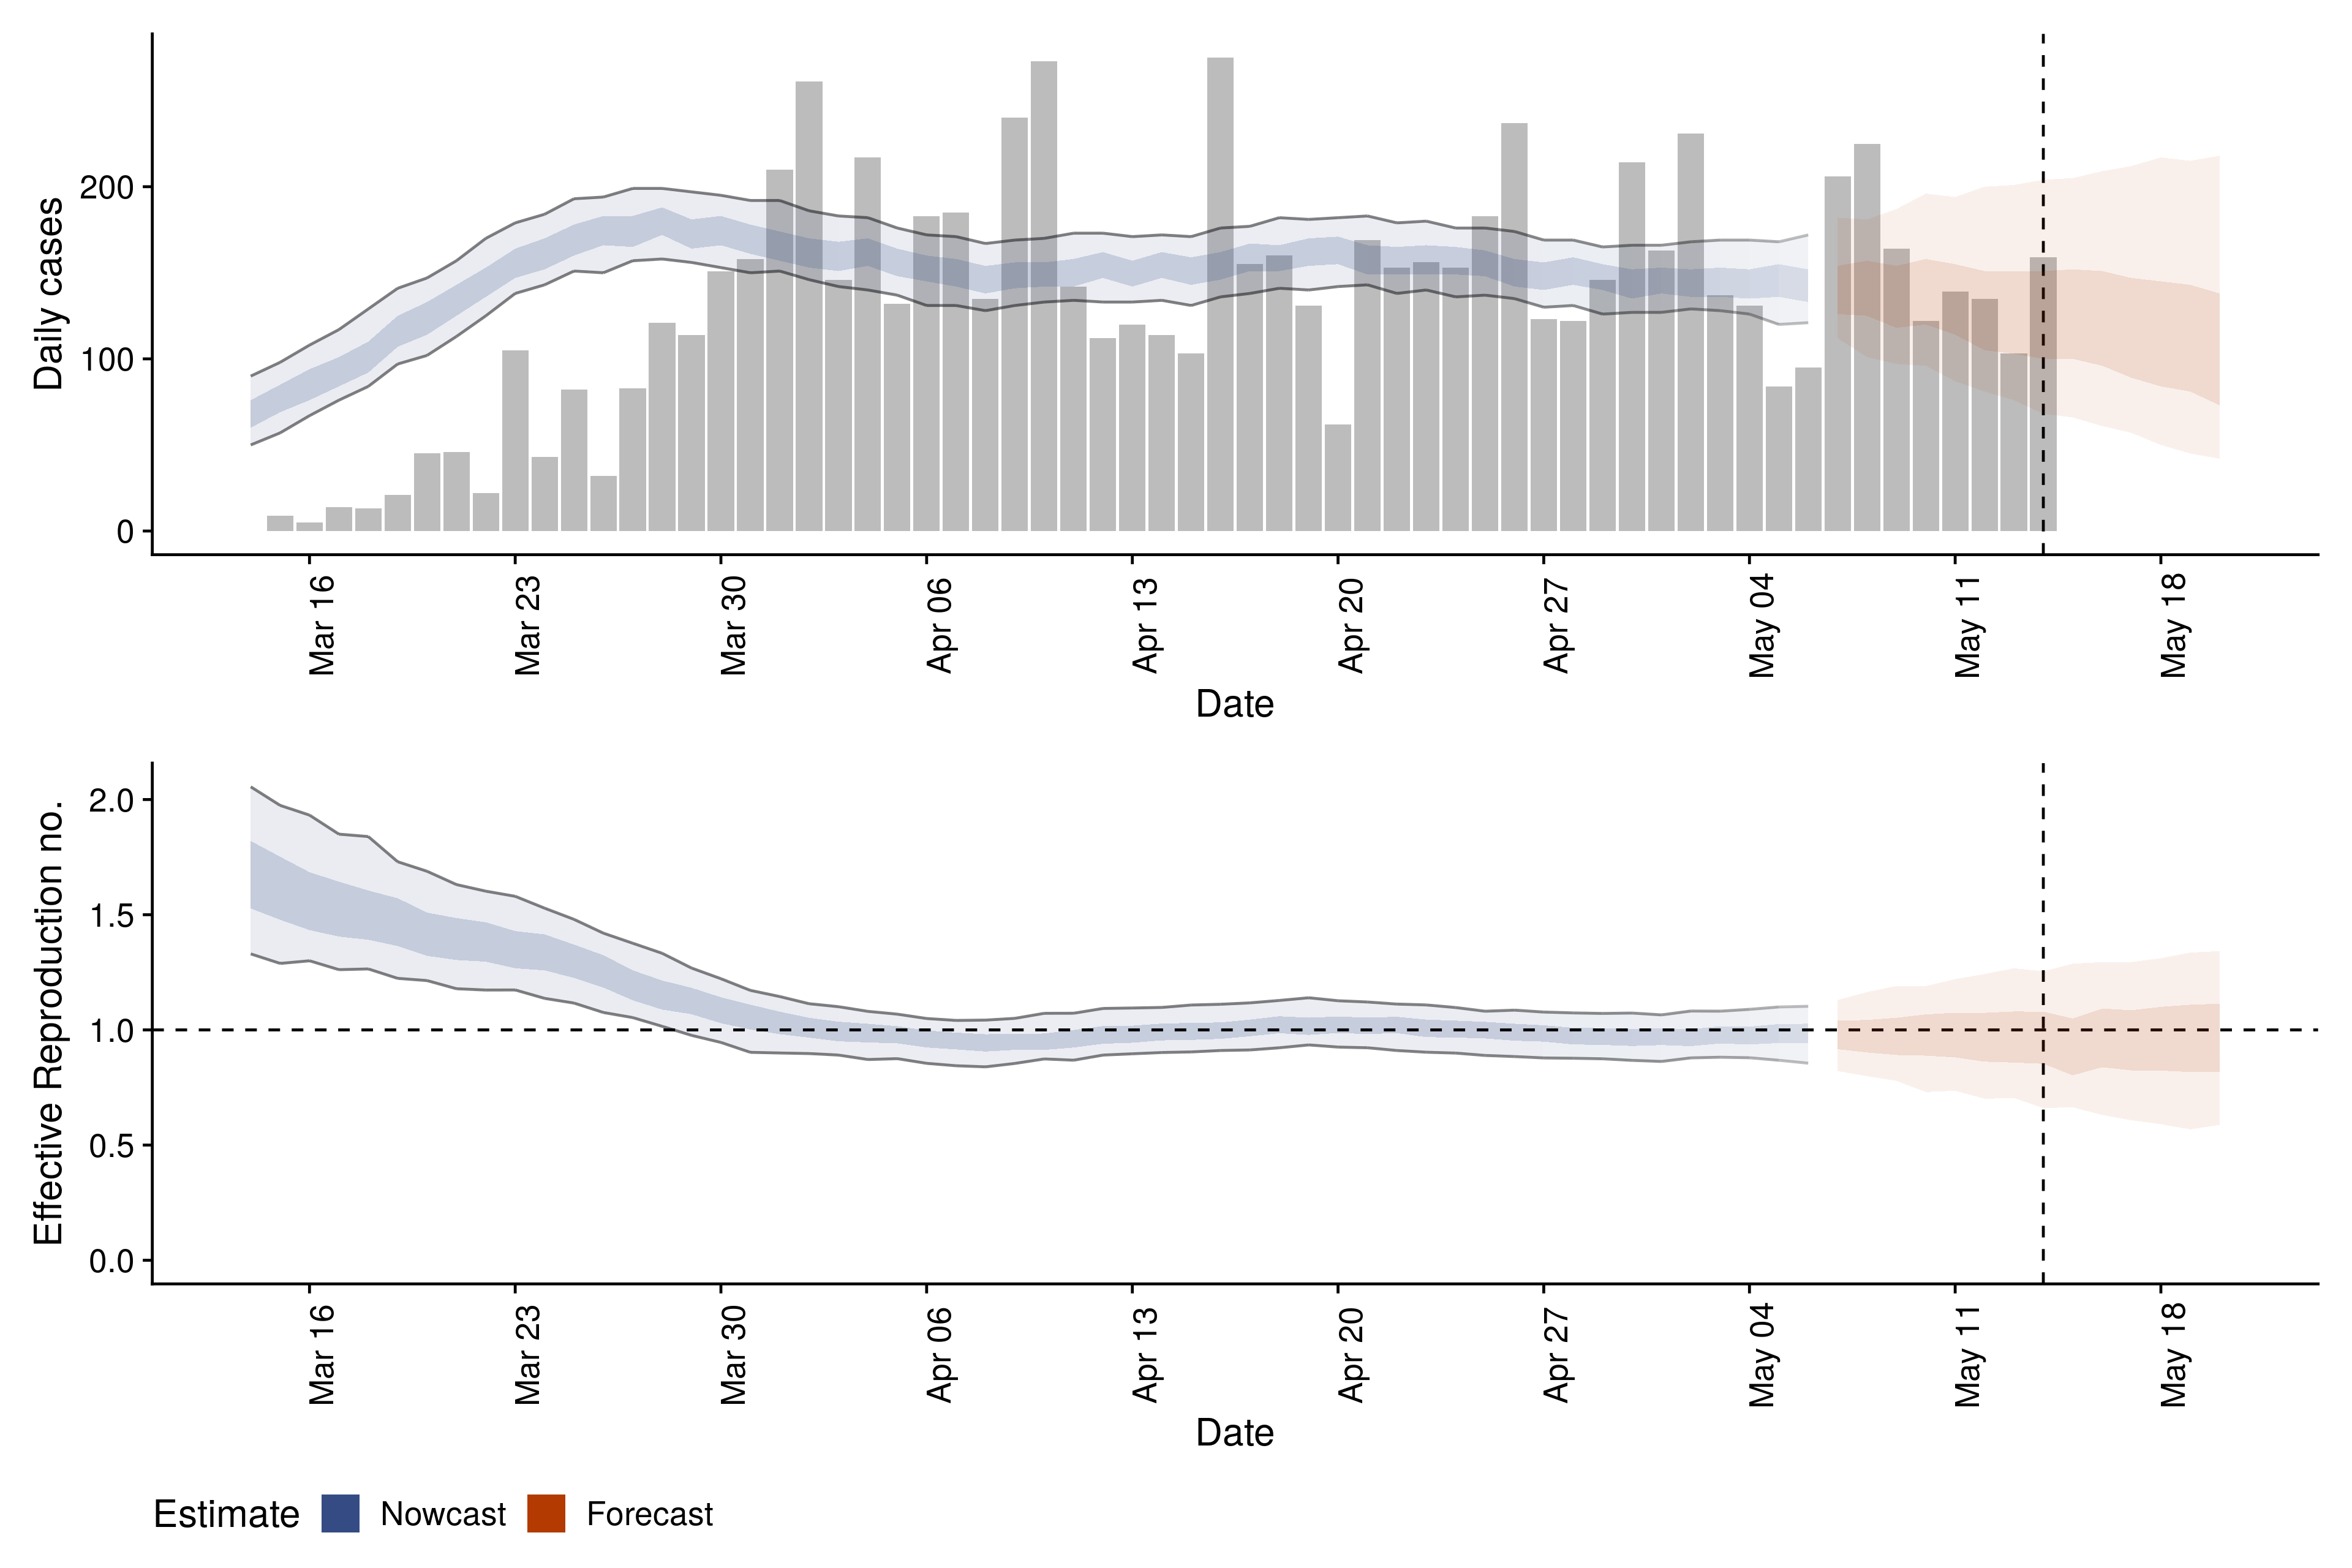 Daily cases
200
100
0
Mar 16
Mar 23
Mar 30
Apr 06
Apr 13
Apr 20
Apr 27
May 04
May 11
May 18
Date
Effective Reproduction no.
2.0
1.5
1.0
0.5
0.0
Mar 16
Mar 23
Mar 30
Apr 06
Apr 13
Apr 20
Apr 27
May 04
May 11
May 18
Date
Estimate Nowcast Forecast